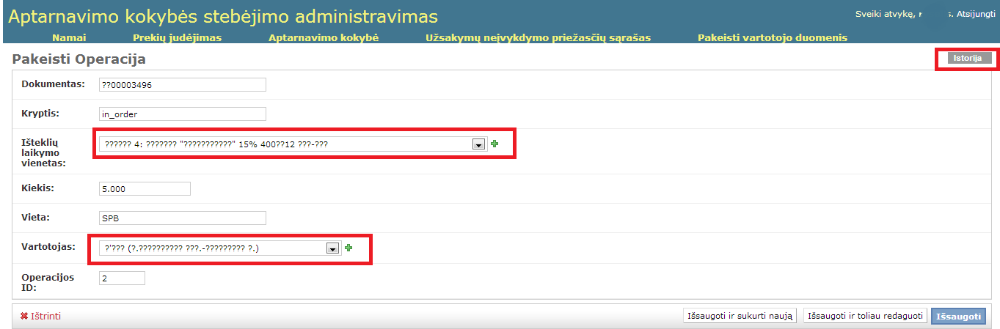 Aptarnavimo kokybės stebėjimo administravimas
Sveiki atvykę, . Atsijungti
Namai Prekių judėjimas Aptarnavimo kokybė Užsakymų neįvykdymo priežasčių sąrašas Pakeisti vartotojo duomenis
Pakeisti Operacija
Istorija
Dokumentas: ??00003496
Kryptis: in_order
Išteklių
laikymo
vienetas:
?????? 4: ??????? "???????????" 15% 400??12 ???-???
Kiekis: 5.000
Vieta: SPB
Vartotojas: ?'??? (?.?????????? ???.-????????? ?.)
Operacijos
ID:
2
Ištrinti
Išsaugoti ir sukurti naują Išsaugoti ir toliau redaguoti Išsaugoti